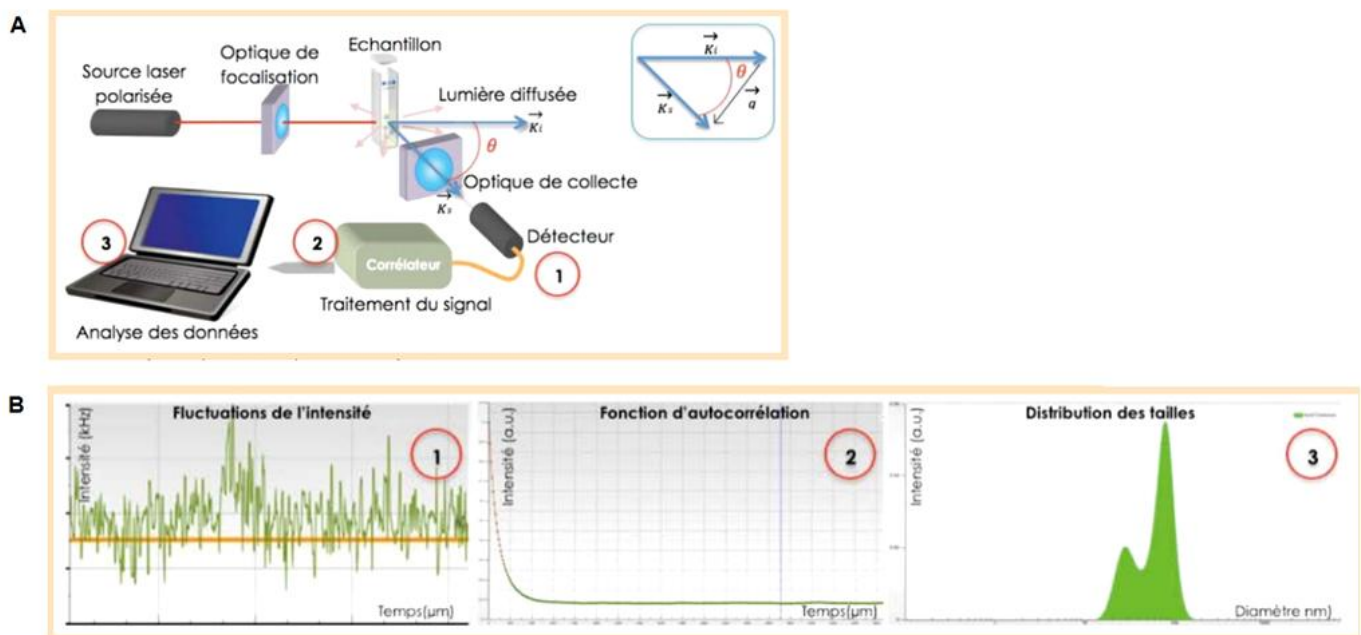 A
Source laser
polarisée
Optique de
focalisation
Echantillon
Lumière diffusée
Ki
θ
Optique de collecte
Ks
Détecteur
1
Corrélateur
2
Traitement du signal
3
Analyse des données
Ki
θ
Ks
q
B
Fluctuations de l'intensité
Intensité (kHz)
1
Temps(µm)
Fonction d'autocorrélation
Intensité (a.u.)
2
Temps(µm)
Distribution des tailles
Intensité (a.u.)
3
Diamètre nm)